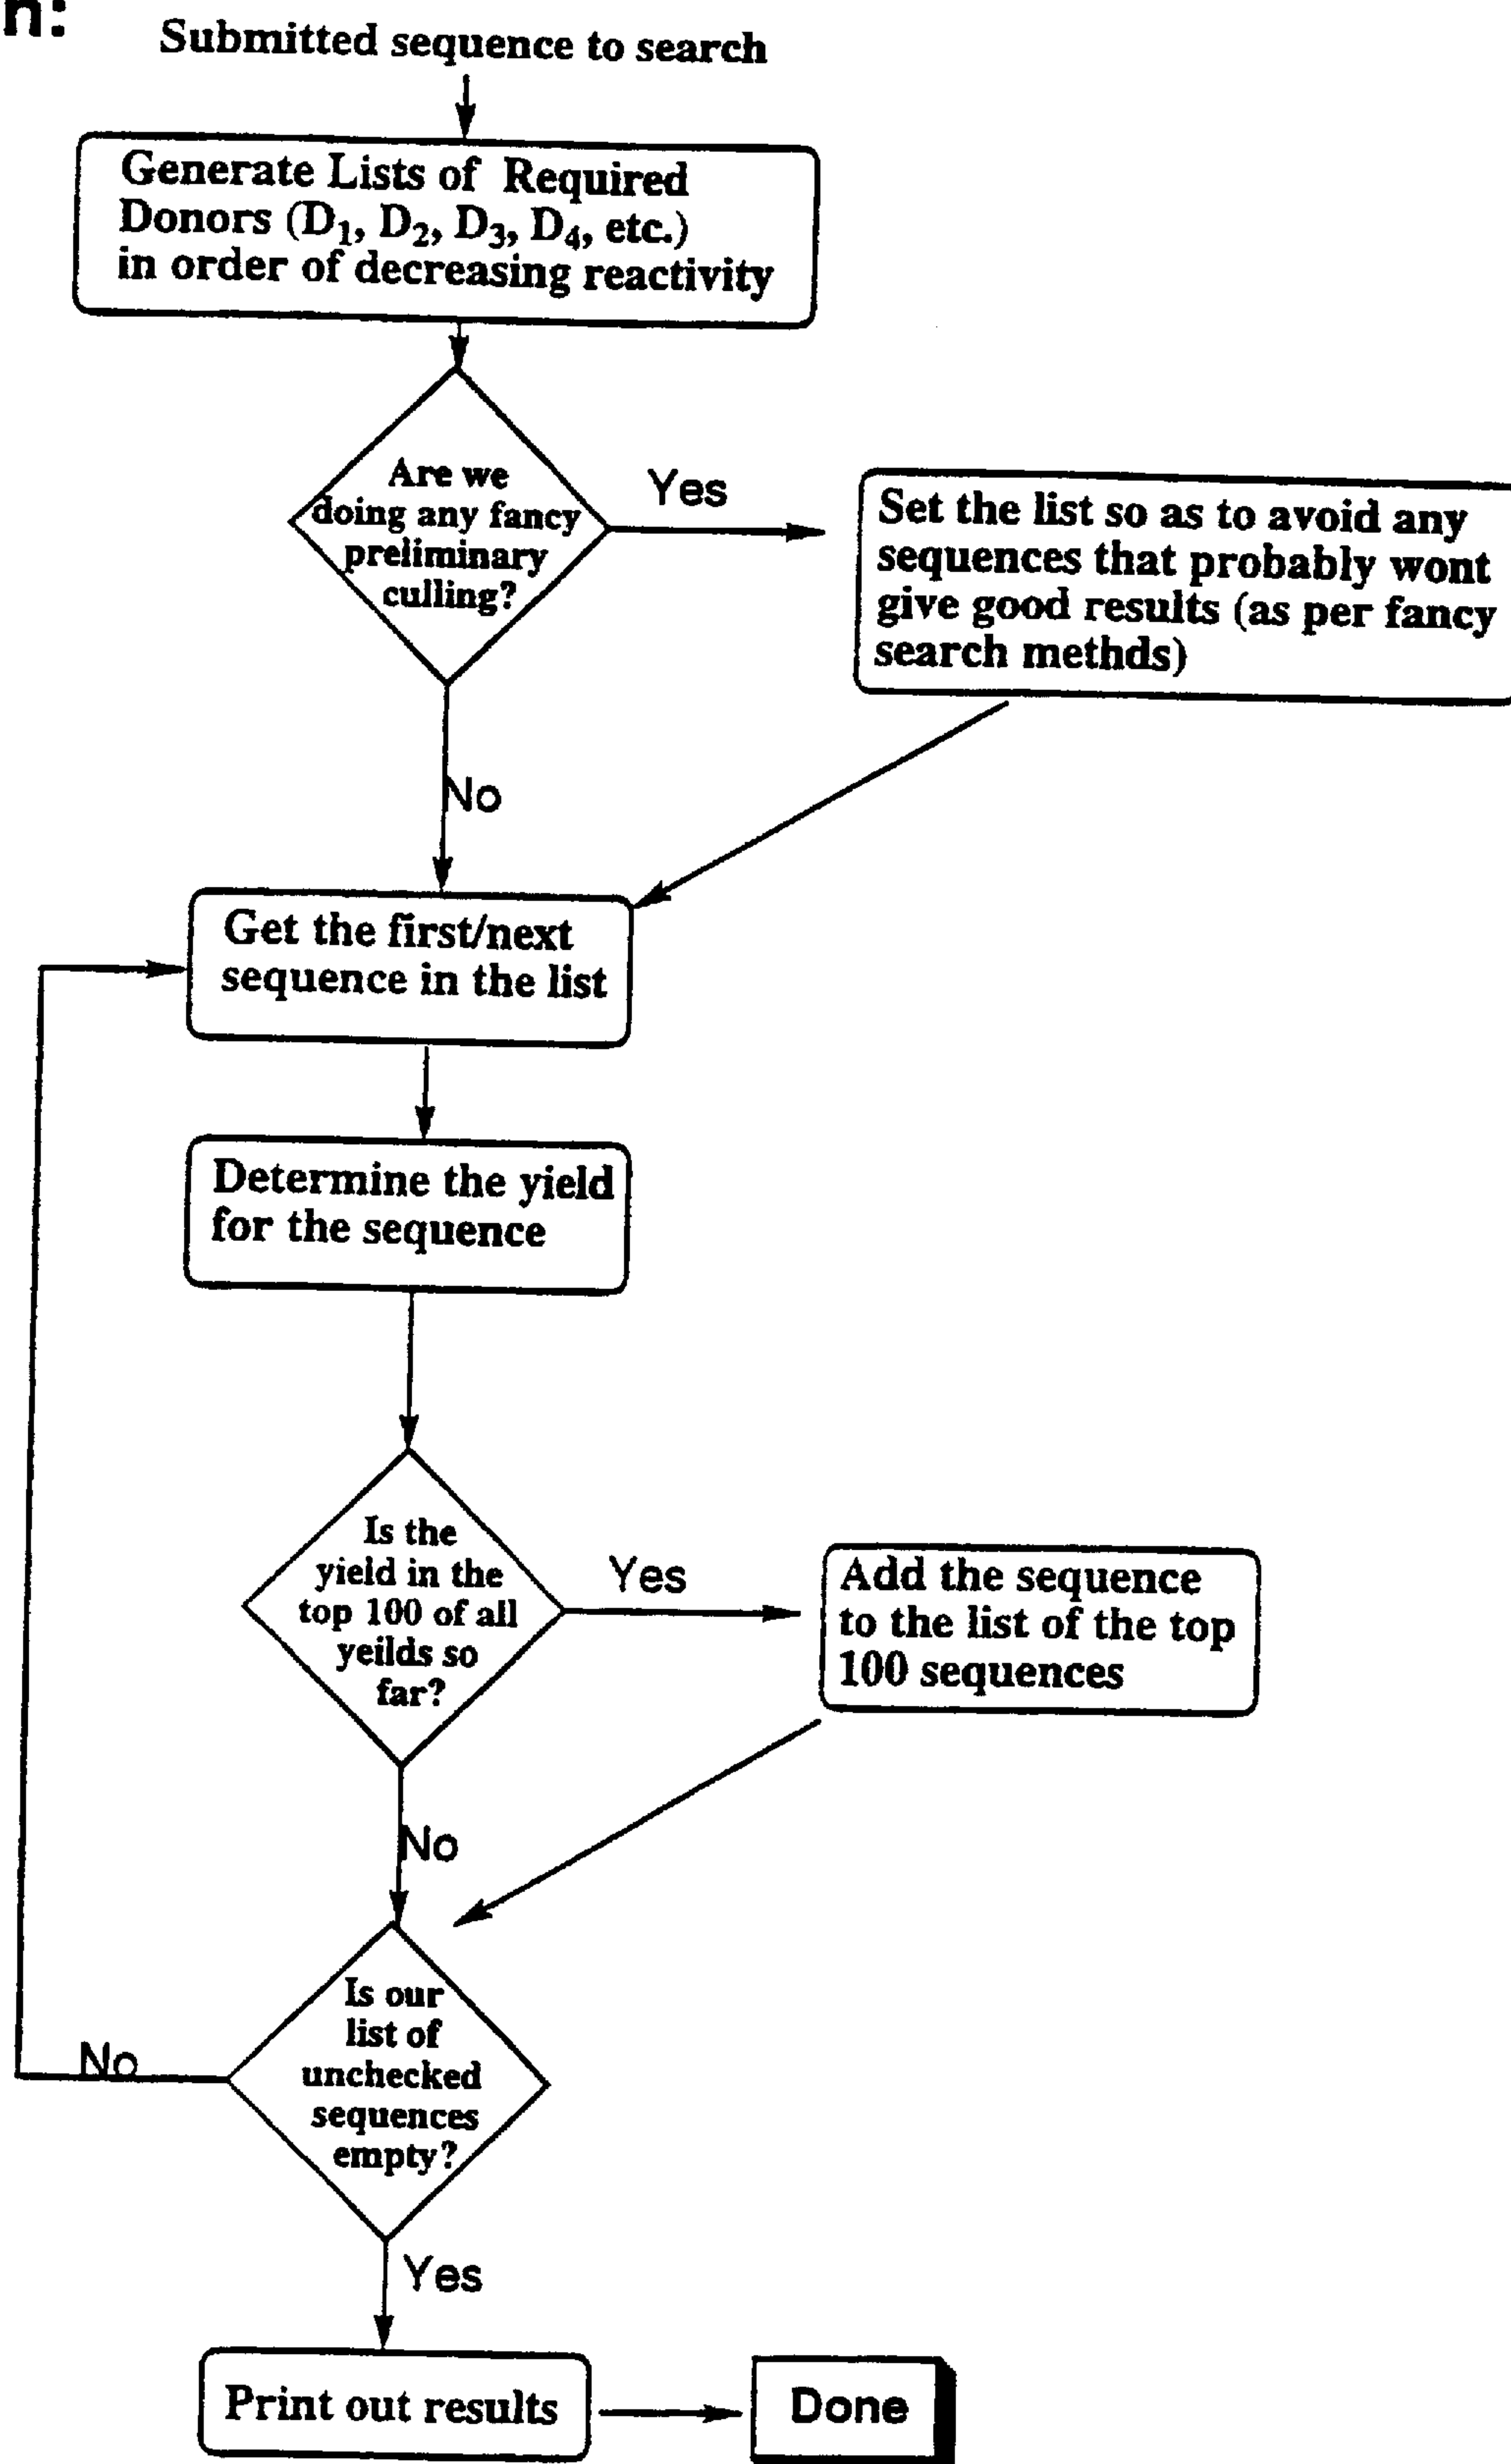 n:
Submitted sequence to search
Generate Lists of Required
Donors (D₁, D₂, D₃, D₄, etc.)
in order of decreasing reactivity
Are we
doing any fancy
preliminary
culling?
Yes
Set the list so as to avoid any
sequences that probably wont
give good results (as per fancy
search methds)
No
Get the first/next
sequence in the list
Determine the yield
for the sequence
Is the
yield in the
top 100 of all
yeilds so
far?
Yes
Add the sequence
to the list of the top
100 sequences
No
Is our
list of
unchecked
sequences
empty?
No
Yes
Print out results
Done